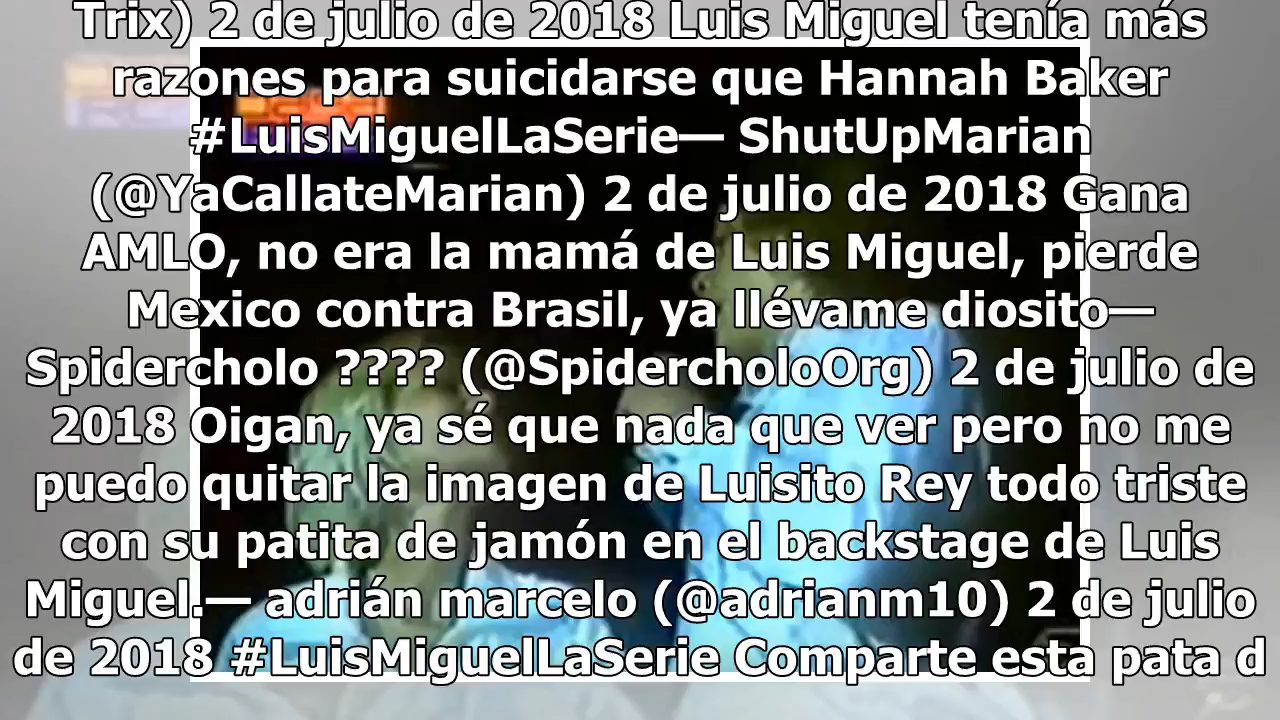 Trix) 2 de julio de 2018 Luis Miguel tenía más
razones para suicidarse que Hannah Baker
#LuisMiguelLaSerie— ShutUpMarian
(@YaCallateMarian) 2 de julio de 2018 Gana
AMLO, no era la mamá de Luis Miguel, pierde
Mexico contra Brasil, ya llévame diosito—
Spidercholo ???? (@SpidercholoOrg) 2 de julio de
2018 Oigan, ya sé que nada que ver pero no me
puedo quitar la imagen de Luisito Rey todo triste
con su patita de jamón en el backstage de Luis
Miguel.— adrián marcelo (@adrianm10) 2 de julio
de 2018 #LuisMiguelLaSerie Comparte esta pata d